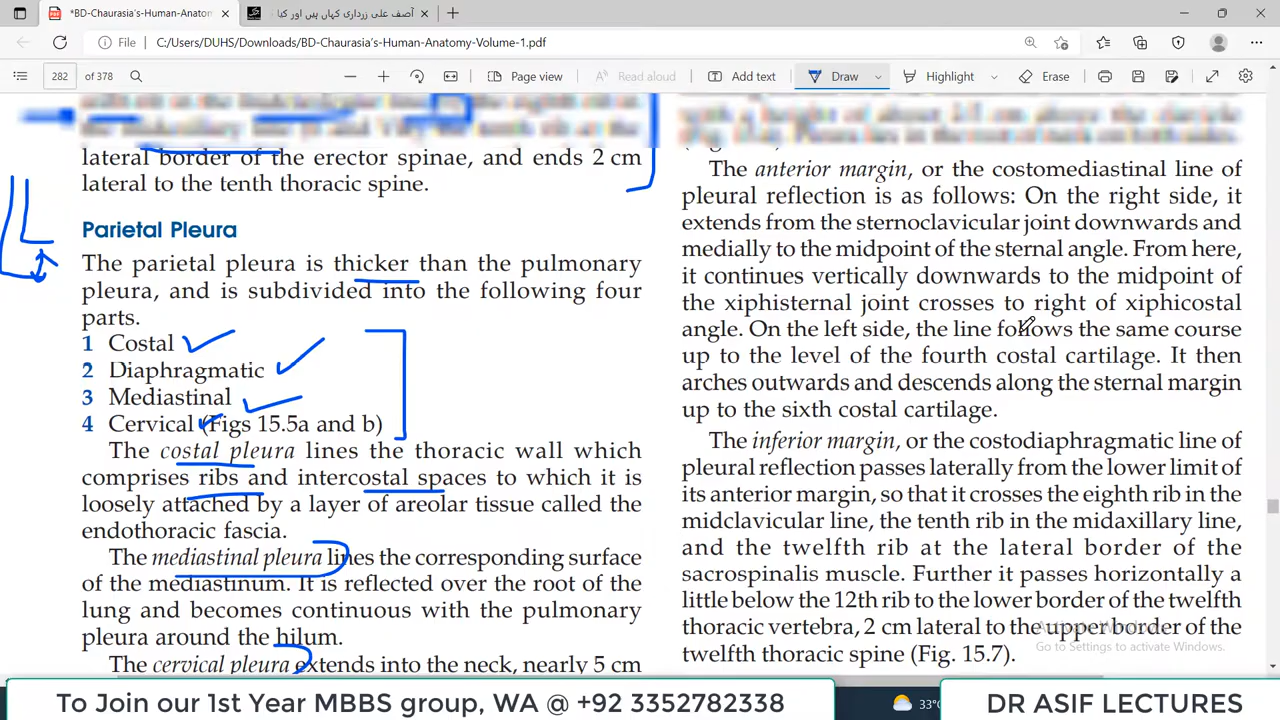 *BD-Chaurasia's-Human-Anatomy-Volume-1.pdf
آصف علی زرداری کہاں ہیں اور کیا
File C:/Users/DUHS/Downloads/BD-Chaurasia's-Human-Anatomy-Volume-1.pdf
282 of 378 Page view Read aloud Add text Draw Highlight Erase
lateral border of the erector spinae, and ends 2 cm
lateral to the tenth thoracic spine.
Parietal Pleura
The parietal pleura is thicker than the pulmonary
pleura, and is subdivided into the following four
parts.
1 Costal
2 Diaphragmatic
3 Mediastinal
4 Cervical (Figs 15.5a and b)
The costal pleura lines the thoracic wall which
comprises ribs and intercostal spaces to which it is
loosely attached by a layer of areolar tissue called the
endothoracic fascia.
The mediastinal pleura lines the corresponding surface
of the mediastinum. It is reflected over the root of the
lung and becomes continuous with the pulmonary
pleura around the hilum.
The cervical pleura extends into the neck, nearly 5 cm
The anterior margin, or the costomediastinal line of
pleural reflection is as follows: On the right side, it
extends from the sternoclavicular joint downwards and
medially to the midpoint of the sternal angle. From here,
it continues vertically downwards to the midpoint of
the xiphisternal joint crosses to right of xiphicostal
angle. On the left side, the line follows the same course
up to the level of the fourth costal cartilage. It then
arches outwards and descends along the sternal margin
up to the sixth costal cartilage.
The inferior margin, or the costodiaphragmatic line of
pleural reflection passes laterally from the lower limit of
its anterior margin, so that it crosses the eighth rib in the
midclavicular line, the tenth rib in the midaxillary line,
and the twelfth rib at the lateral border of the
sacrospinalis muscle. Further it passes horizontally a
little below the 12th rib to the lower border of the twelfth
thoracic vertebra, 2 cm lateral to the upper border of the
twelfth thoracic spine (Fig. 15.7).
Activate Windows
Go to Settings to activate Windows.
To Join our 1st Year MBBS group, WA @ +92 3352782338
33°
DR ASIF LECTURES